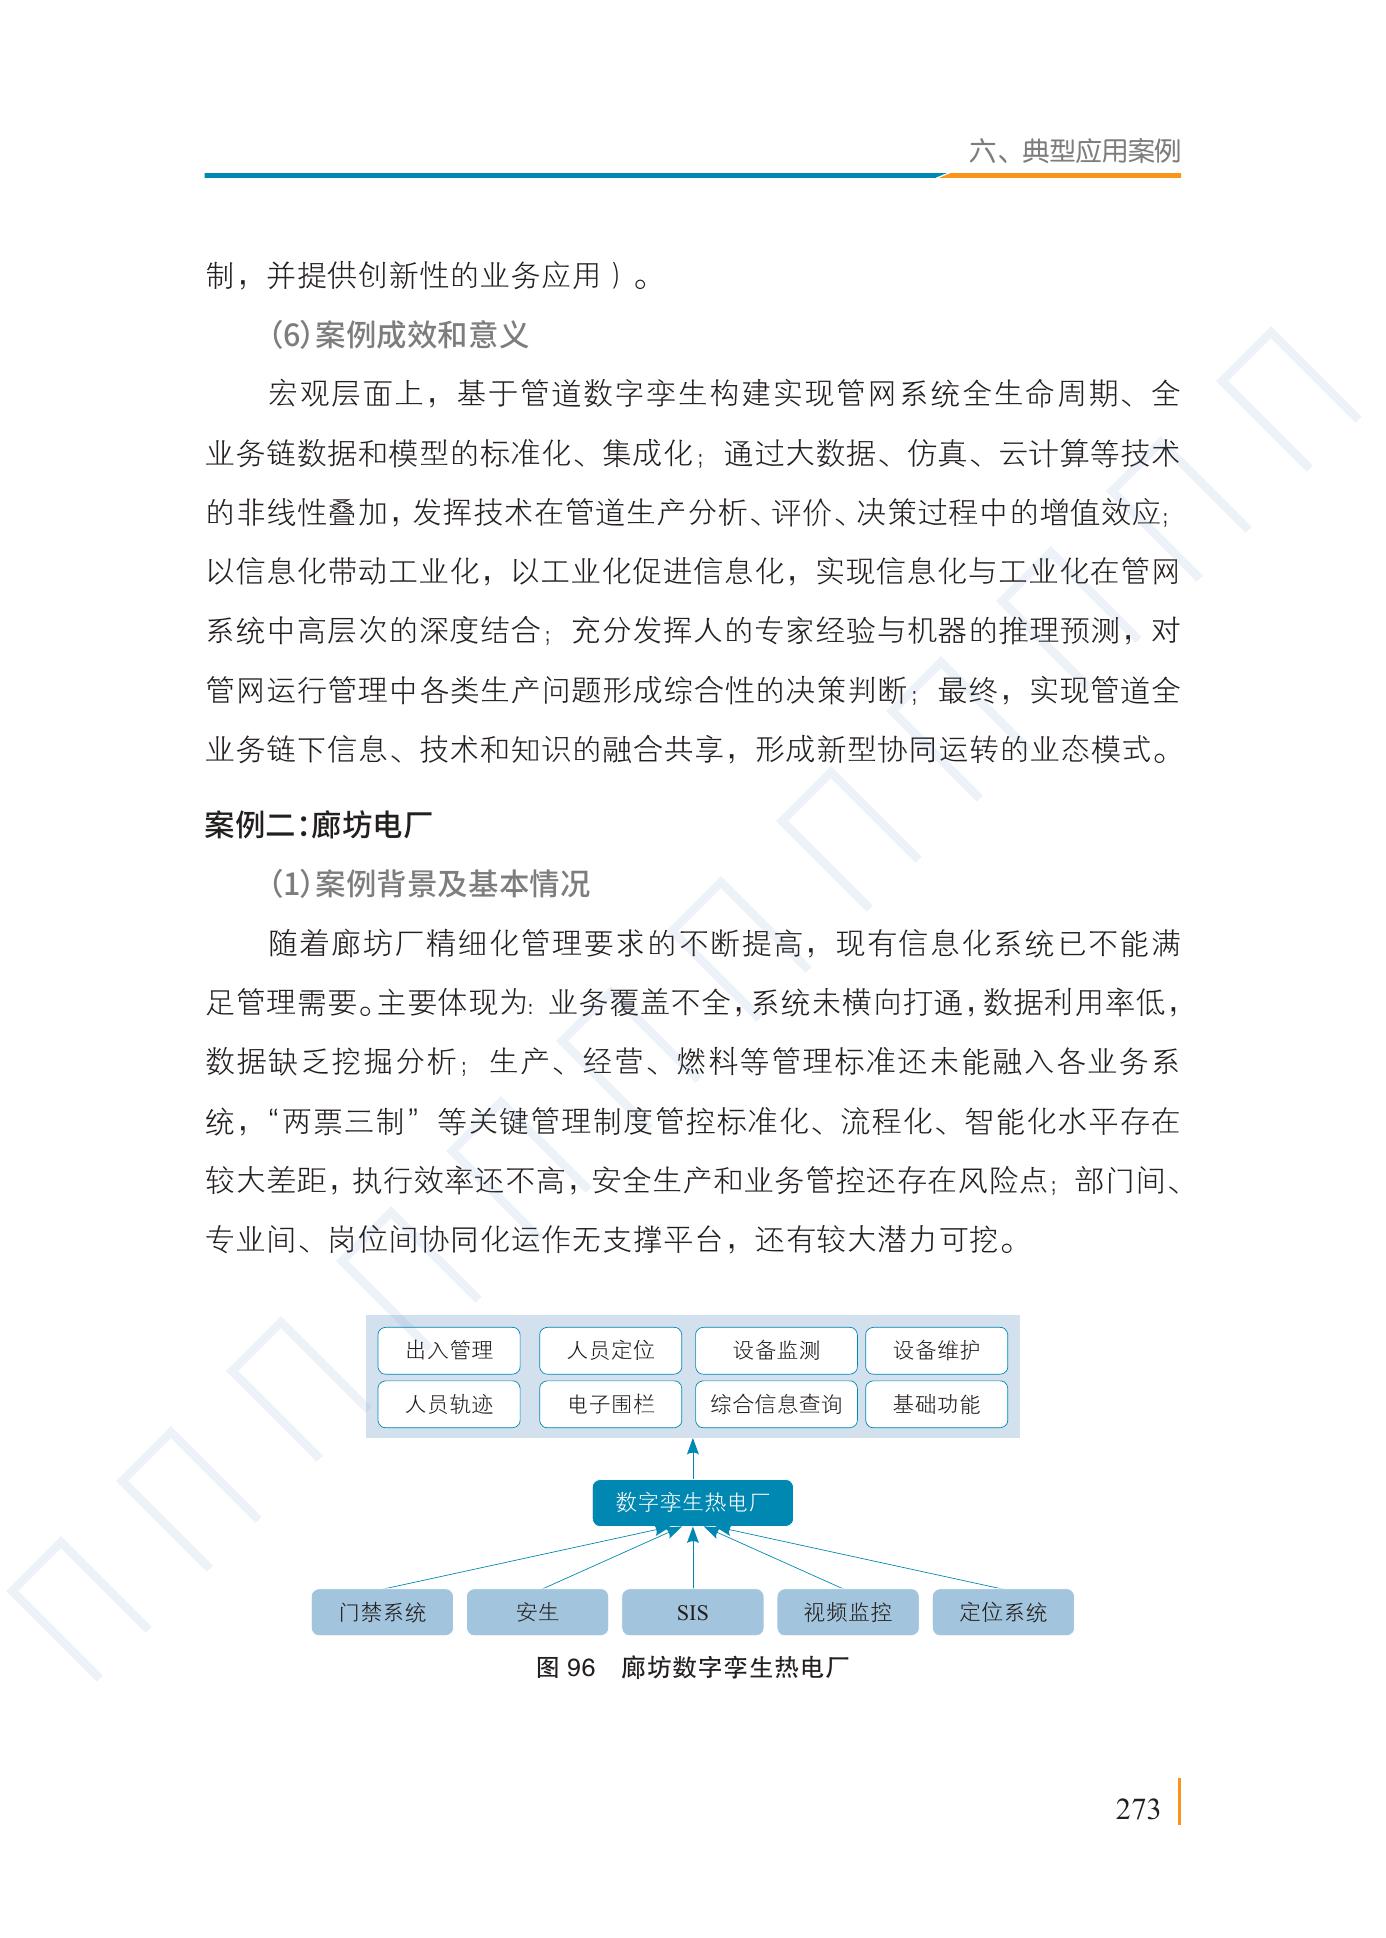 六、典型应用案例
制，并提供创新性的业务应用）。
（6）案例成效和意义
宏观层面上，基于管道数字孪生构建实现管网系统全生命周期、全
业务链数据和模型的标准化、集成化；通过大数据、仿真、云计算等技术
的非线性叠加，发挥技术在管道生产分析、评价、决策过程中的增值效应；
以信息化带动工业化，以工业化促进信息化，实现信息化与工业化在管网
系统中高层次的深度结合；充分发挥人的专家经验与机器的推理预测，对
管网运行管理中各类生产问题形成综合性的决策判断；最终，实现管道全
业务链下信息、技术和知识的融合共享，形成新型协同运转的业态模式。
案例二：廊坊电厂
（1）案例背景及基本情况
随着廊坊厂精细化管理要求的不断提高，现有信息化系统已不能满
足管理需要。主要体现为：业务覆盖不全，系统未横向打通，数据利用率低，
数据缺乏挖掘分析；生产、经营、燃料等管理标准还未能融入各业务系
统，“两票三制”等关键管理制度管控标准化、流程化、智能化水平存在
较大差距，执行效率还不高，安全生产和业务管控还存在风险点；部门间、
专业间、岗位间协同化运作无支撑平台，还有较大潜力可挖。
出入管理 人员定位 设备监测 设备维护
人员轨迹 电子围栏 综合信息查询 基础功能
数字孪生热电厂
门禁系统 安生 SIS 视频监控 定位系统
图 96 廊坊数字孪生热电厂
273